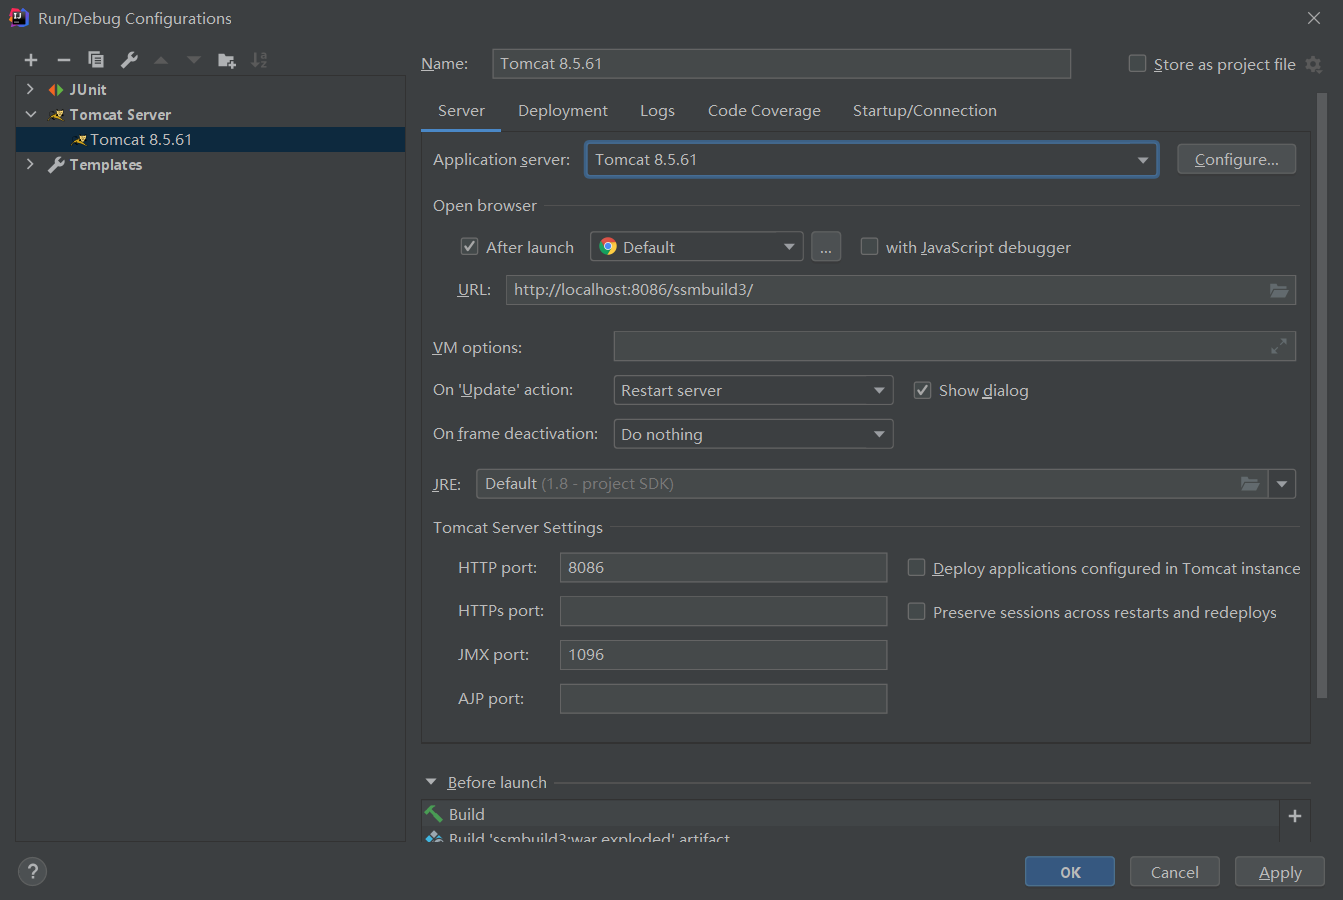 Run/Debug Configurations
Name: Tomcat 8.5.61 Store as project file
JUnit
Tomcat Server
Tomcat 8.5.61
Templates
Server Deployment Logs Code Coverage Startup/Connection
Application server: Tomcat 8.5.61 Configure...
Open browser
After launch Default ... with JavaScript debugger
URL: http://localhost:8086/ssmbuild3/
VM options:
On 'Update' action: Restart server Show dialog
On frame deactivation: Do nothing
JRE: Default (1.8 - project SDK)
Tomcat Server Settings
HTTP port: 8086 Deploy applications configured in Tomcat instance
HTTPs port: Preserve sessions across restarts and redeploys
JMX port: 1096
AJP port:
Before launch
Build
Build 'ssmbuild3:war exploded' artifact
? OK Cancel Apply